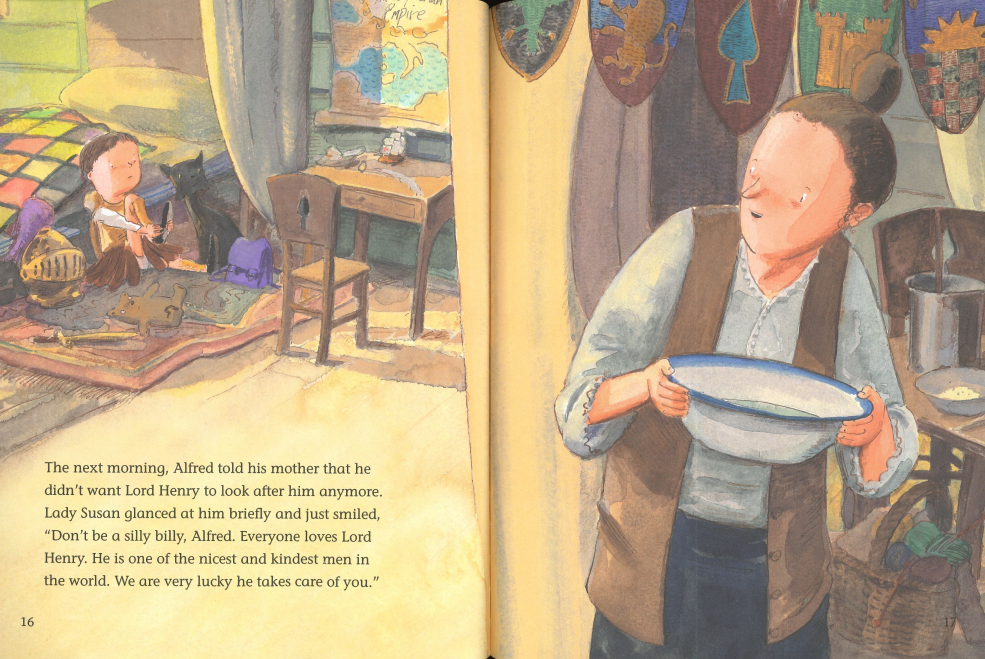 Empire
The next morning, Alfred told his mother that he
didn't want Lord Henry to look after him anymore.
Lady Susan glanced at him briefly and just smiled,
“Don't be a silly billy, Alfred. Everyone loves Lord
Henry. He is one of the nicest and kindest men in
the world. We are very lucky he takes care of you.”
16
17